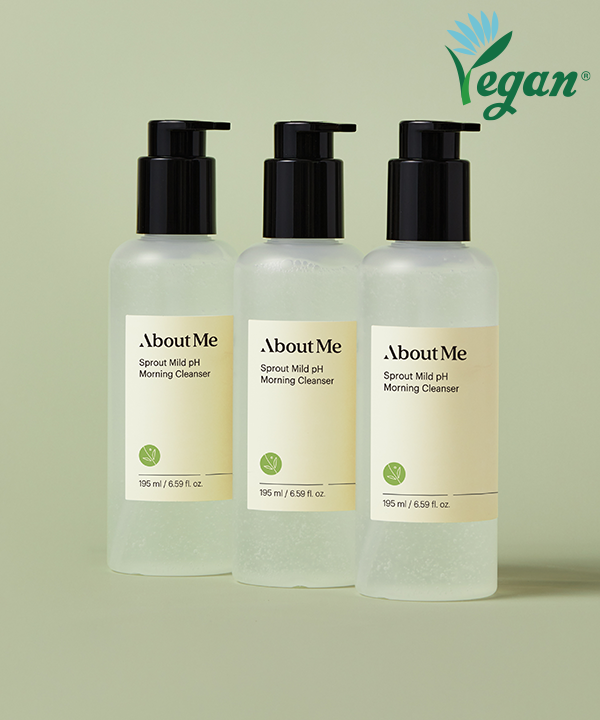 Vegan®
About Me
Sprout Mild pH
Morning Cleanser
195 ml / 6.59 fl. oz.
About Me
Sprout Mild pH
Morning Cleanser
195 ml / 6.59 fl. oz.
About Me
Sprout Mild pH
Morning Cleanser
195 ml / 6.59 fl. oz.